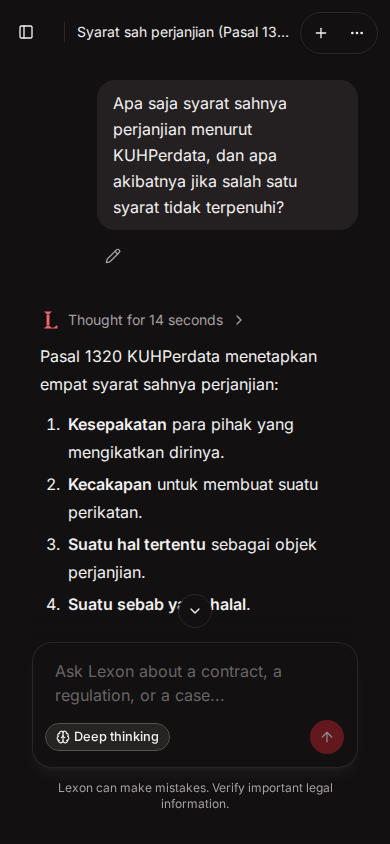 Syarat sah perjanjian (Pasal 13...
Apa saja syarat sahnya
perjanjian menurut
KUHPerdata, dan apa
akibatnya jika salah satu
syarat tidak terpenuhi?
L Thought for 14 seconds
Pasal 1320 KUHPerdata menetapkan
empat syarat sahnya perjanjian:
1. Kesepakatan para pihak yang
mengikatkan dirinya.
2. Kecakapan untuk membuat suatu
perikatan.
3. Suatu hal tertentu sebagai objek
perjanjian.
4. Suatu sebab halal.
Ask Lexon about a contract, a
regulation, or a case...
Deep thinking
Lexon can make mistakes. Verify important legal
information.